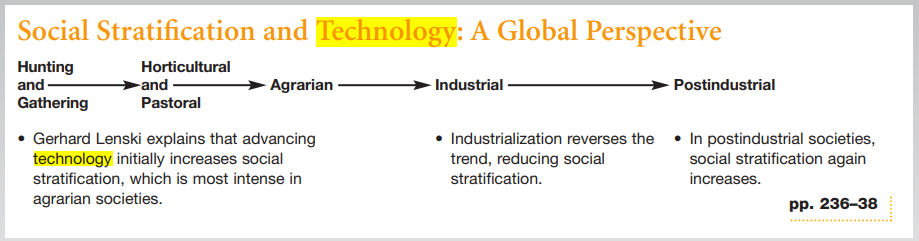 Social Stratification and Technology: A Global Perspective
Hunting and Gathering
Horticultural and Pastoral
Agrarian
Industrial
Postindustrial
• Gerhard Lenski explains that advancing
technology initially increases social
stratification, which is most intense in
agrarian societies.
• Industrialization reverses the
trend, reducing social
stratification.
• In postindustrial societies,
social stratification again
increases.
pp. 236–38